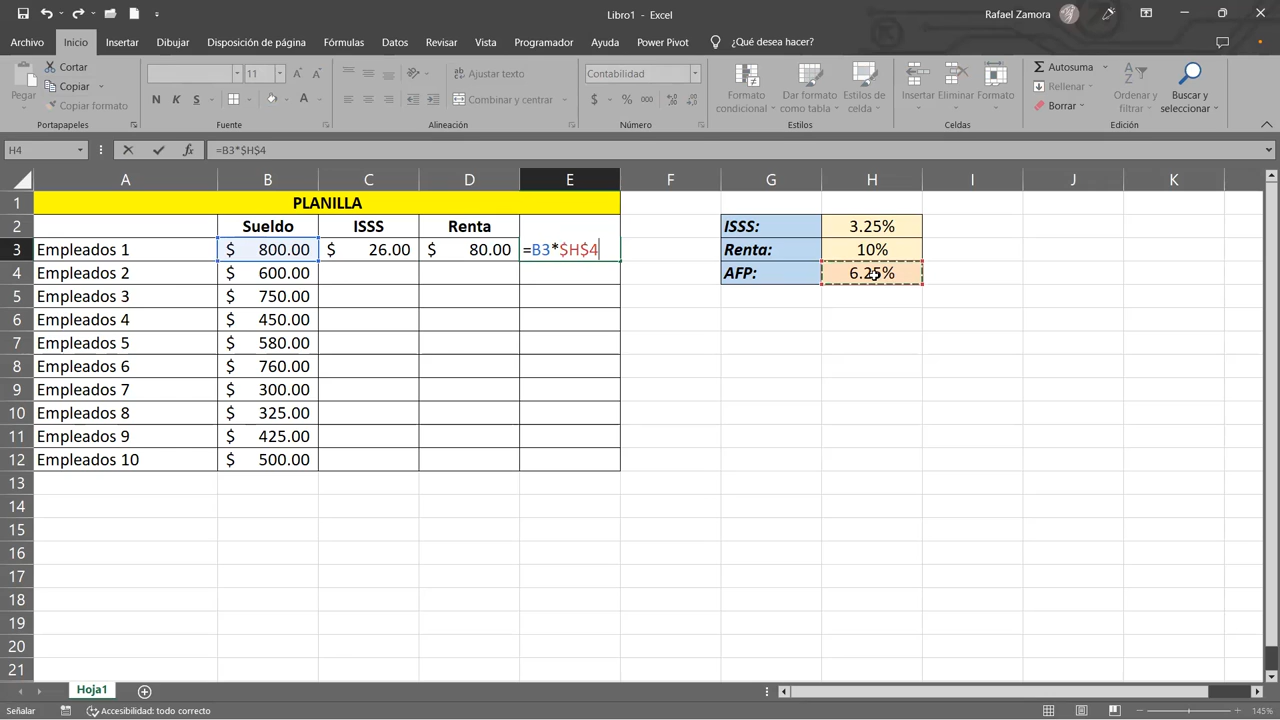 Libro1 - Excel
Rafael Zamora
Archivo Inicio Insertar Dibujar Disposición de página Fórmulas Datos Revisar Vista Programador Ayuda Power Pivot ¿Qué desea hacer?
Pegar
Cortar
Copiar
Copiar formato
Portapapeles
11
N K S
Fuente
Ajustar texto
Combinar y centrar
Alineación
Contabilidad
$ % 000
Número
Formato condicional
Dar formato como tabla
Estilos de celda
Estilos
Insertar
Eliminar
Formato
Celdas
Autosuma
Rellenar
Borrar
Ordenar y filtrar
Buscar y seleccionar
Edición
H4 fx =B3*$H$4
A B C D E F G H I J K
1 PLANILLA
2 Sueldo ISSS Renta ISSS: 3.25%
3 Empleados 1 $ 800.00 $ 26.00 $ 80.00 =B3*$H$4 Renta: 10%
4 Empleados 2 $ 600.00 AFP: 6.25%
5 Empleados 3 $ 750.00
6 Empleados 4 $ 450.00
7 Empleados 5 $ 580.00
8 Empleados 6 $ 760.00
9 Empleados 7 $ 300.00
10 Empleados 8 $ 325.00
11 Empleados 9 $ 425.00
12 Empleados 10 $ 500.00
13
14
15
16
17
18
19
20
21
Hoja1
Señalar Accesibilidad: todo correcto 145%